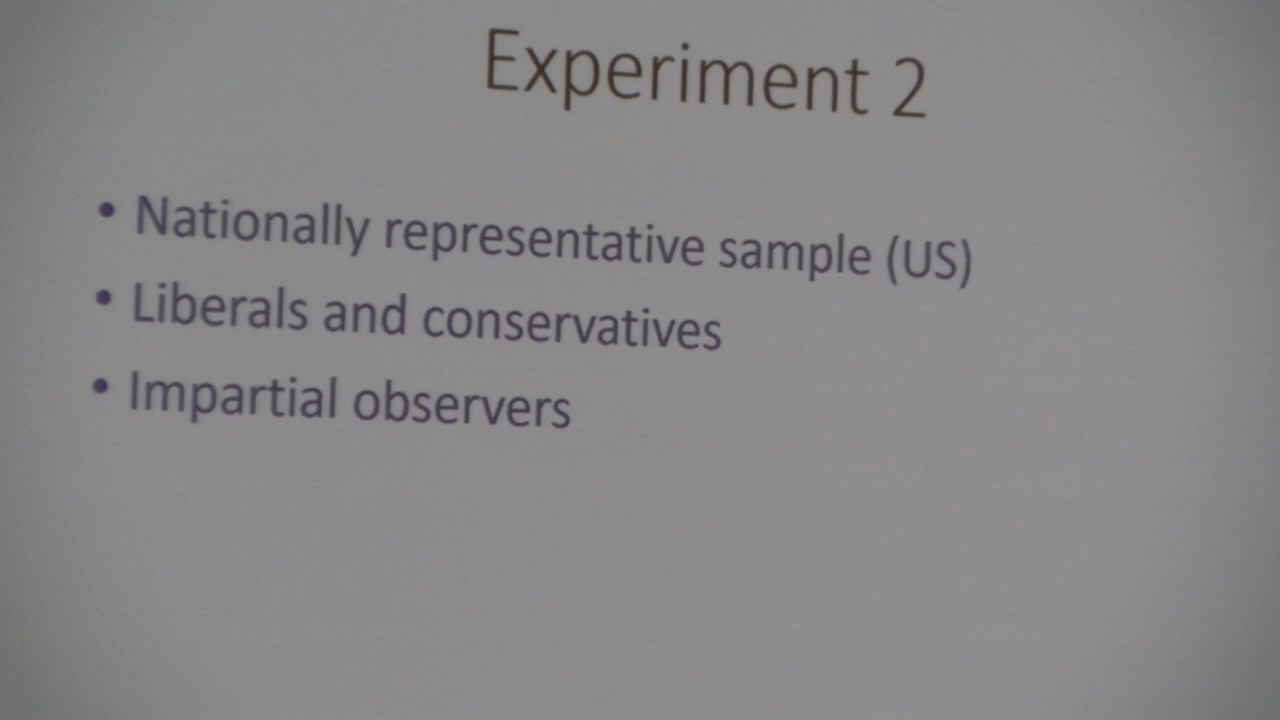 Experiment 2
• Nationally representative sample (US)
• Liberals and conservatives
• Impartial observers